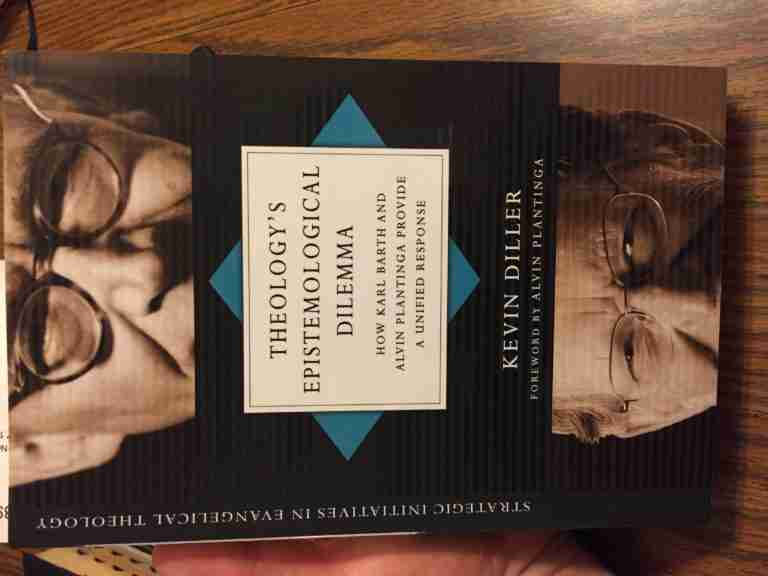 STRATEGIC INITIATIVES IN EVANGELICAL THEOLOGY
THEOLOGY'S
EPISTEMOLOGICAL
DILEMMA
HOW KARL BARTH AND
ALVIN PLANTINGA PROVIDE
A UNIFIED RESPONSE
KEVIN DILLER
FOREWORD BY ALVIN PLANTINGA